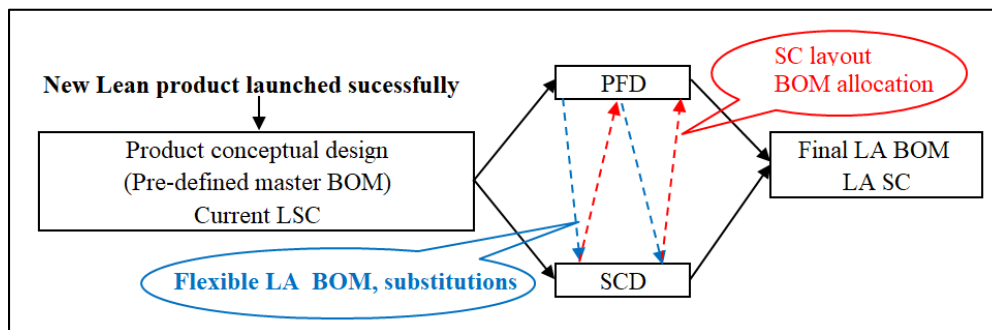 New Lean product launched sucessfully
Product conceptual design
(Pre-defined master BOM)
Current LSC
PFD
SC layout
BOM allocation
Final LA BOM
LA SC
Flexible LA BOM, substitutions
SCD